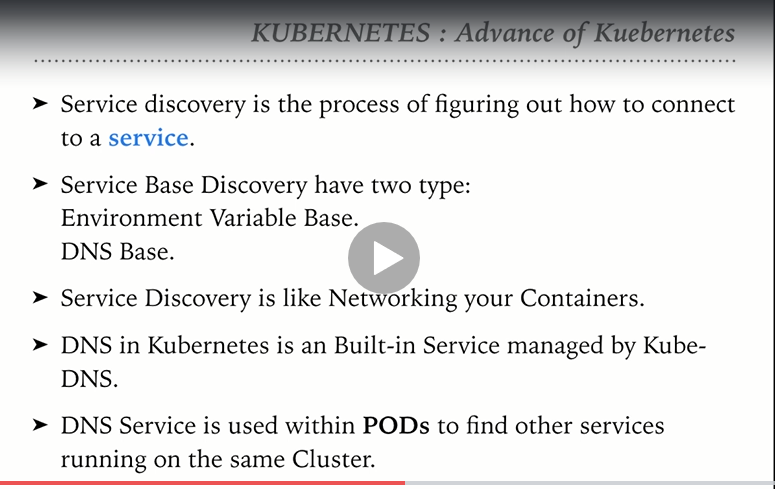 KUBERNETES : Advance of Kuebernetes
➤ Service discovery is the process of figuring out how to connect
to a service.
➤ Service Base Discovery have two type:
Environment Variable Base.
DNS Base.
➤ Service Discovery is like Networking your Containers.
➤ DNS in Kubernetes is an Built-in Service managed by Kube-
DNS.
➤ DNS Service is used within PODs to find other services
running on the same Cluster.